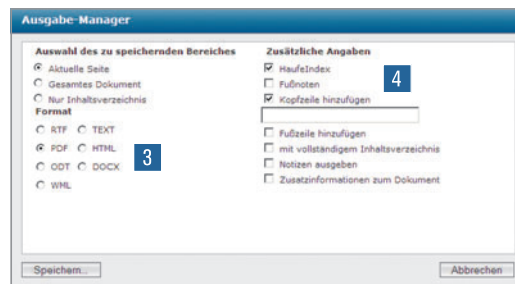 Ausgabe-Manager
Auswahl des zu speichernden Bereiches
Aktuelle Seite
Gesamtes Dokument
Nur Inhaltsverzeichnis
Format
RTF TEXT
PDF HTML
ODT DOCX
WML
3
Zusätzliche Angaben
HaufeIndex
Fußnoten
Kopfzeile hinzufügen
4
Fußzeile hinzufügen
mit vollständigem Inhaltsverzeichnis
Notizen ausgeben
Zusatzinformationen zum Dokument
Speichern...
Abbrechen